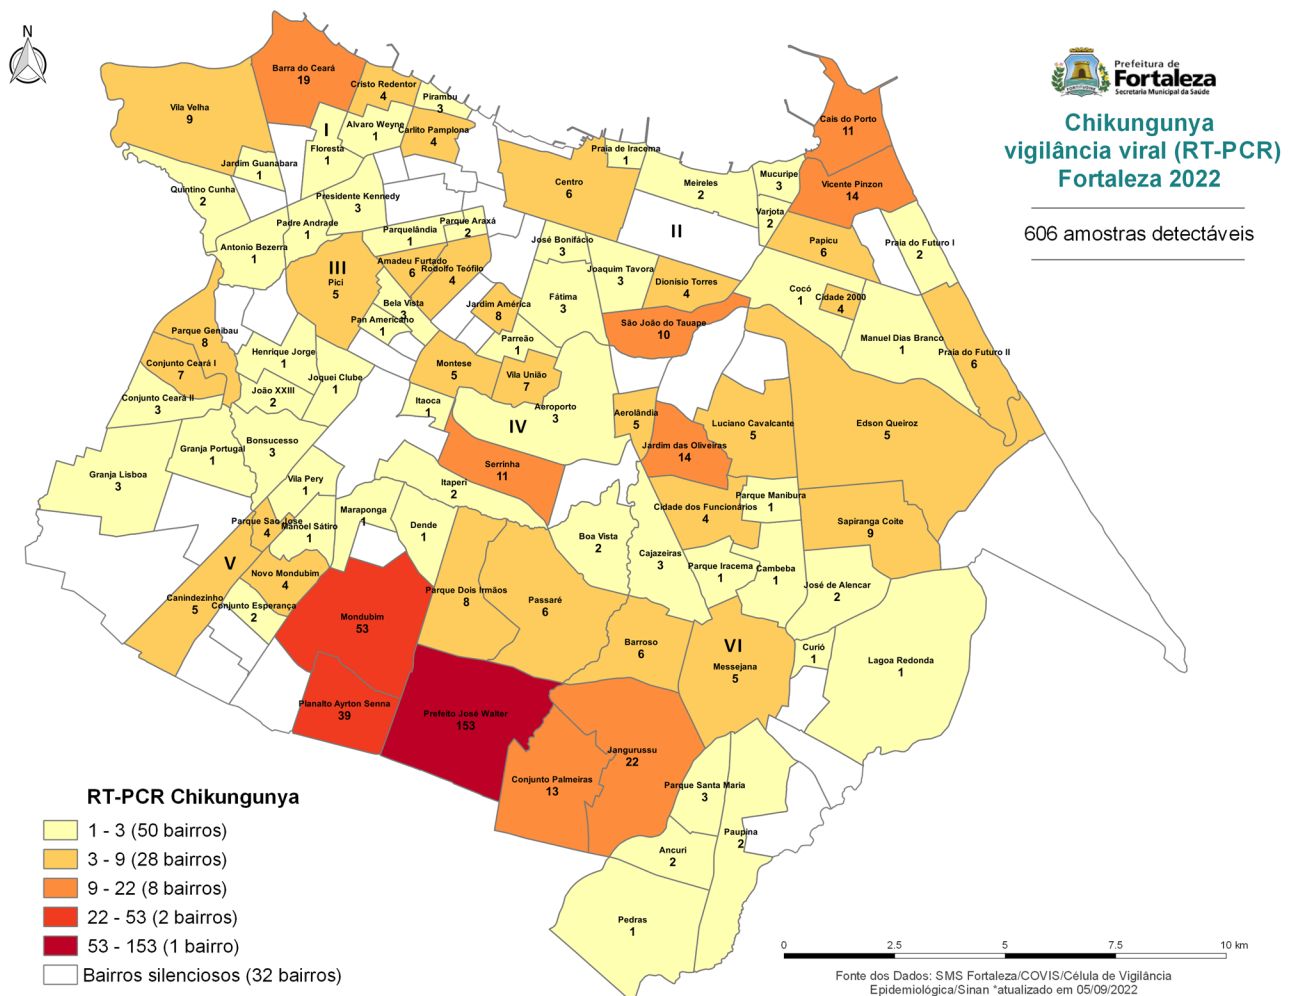 N
Prefeitura de
Fortaleza
Secretaria Municipal da Saúde
FORTITUDINE
Chikungunya
vigilância viral (RT-PCR)
Fortaleza 2022
606 amostras detectáveis
Barra do Ceará
19
Cristo Redentor
4
Pirambu
3
Vila Velha
9
I
Alvaro Weyne
1
Carlito Pamplona
4
Floresta
1
Jardim Guanabara
1
Quintino Cunha
2
Presidente Kennedy
3
Padre Andrade
1
Antonio Bezerra
1
Parquelândia
1
Parque Araxá
2
Praia de Iracema
1
Centro
6
Meireles
2
Mucuripe
3
Varjota
2
Cais do Porto
11
Vicente Pinzon
14
II
Papicu
6
Praia do Futuro I
2
José Bonifácio
3
Joaquim Tavora
3
Dionisio Torres
4
Cocó
1
Cidade 2000
4
III
Pici
5
Amadeu Furtado
6
Rodolfo Teófilo
4
Bela Vista
3
Pan Americano
1
Jardim América
8
Fátima
3
São João do Tauape
10
Manuel Dias Branco
1
Praia do Futuro II
6
Parque Genibau
8
Conjunto Ceará I
7
Conjunto Ceará II
3
Henrique Jorge
1
João XXIII
2
Joquei Clube
1
Parreão
1
Montese
5
Vila União
7
Itaoca
1
Aeroporto
3
IV
Aerolândia
5
Luciano Cavalcante
5
Edson Queiroz
5
Jardim das Oliveiras
14
Granja Lisboa
3
Granja Portugal
1
Bonsucesso
3
Vila Pery
1
Serrinha
11
Itaperi
2
Parque Manibura
1
Cidade dos Funcionários
4
Sapiranga Coite
9
Parque Sao Jose
4
Manoel Sátiro
1
Maraponga
1
Dende
1
Boa Vista
2
Cajazeiras
3
Parque Iracema
1
Cambeba
1
José de Alencar
2
V
Novo Mondubim
4
Canindezinho
5
Conjunto Esperança
2
Mondubim
53
Parque Dois Irmãos
8
Passaré
6
Barroso
6
VI
Messejana
5
Curió
1
Lagoa Redonda
1
Planalto Ayrton Senna
39
Prefeito José Walter
153
Jangurussu
22
Conjunto Palmeiras
13
Parque Santa Maria
3
Paupina
2
Ancuri
2
Pedras
1
RT-PCR Chikungunya
1 - 3 (50 bairros)
3 - 9 (28 bairros)
9 - 22 (8 bairros)
22 - 53 (2 bairros)
53 - 153 (1 bairro)
Bairros silenciosos (32 bairros)
0 2.5 5 7.5 10 km
Fonte dos Dados: SMS Fortaleza/COVIS/Célula de Vigilância
Epidemiológica/Sinan *atualizado em 05/09/2022